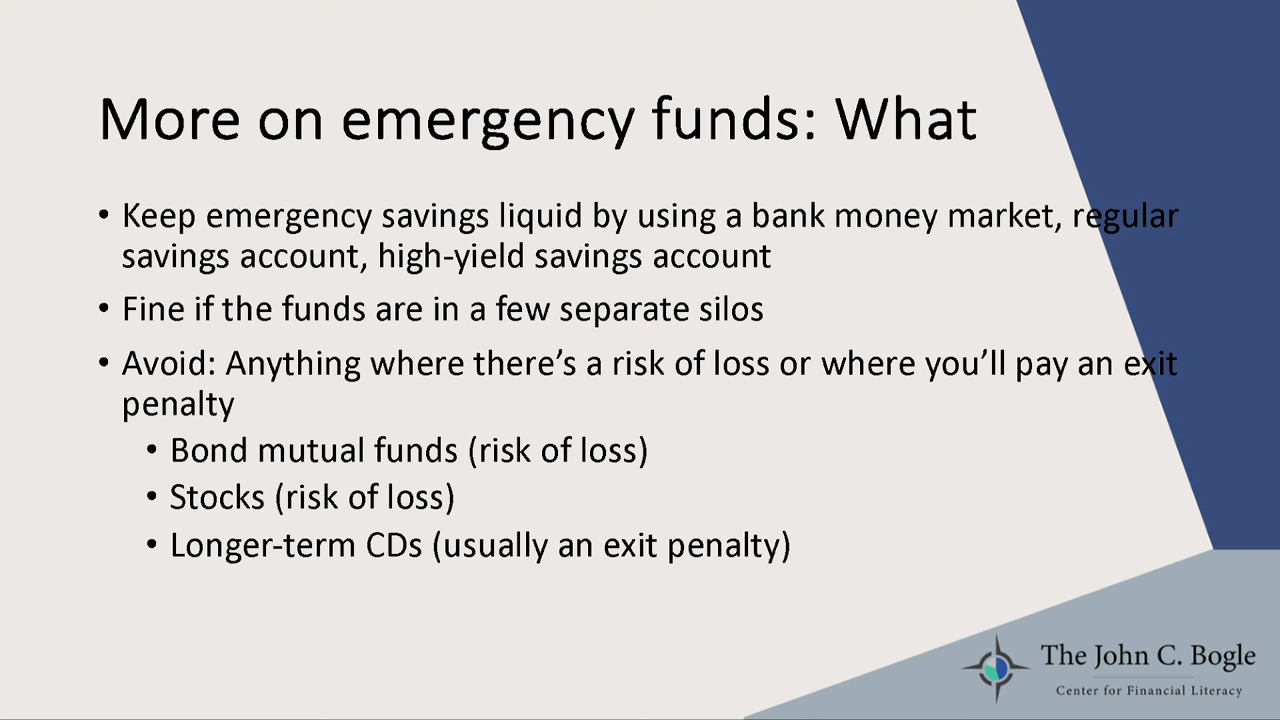 More on emergency funds: What
• Keep emergency savings liquid by using a bank money market, regular
savings account, high-yield savings account
• Fine if the funds are in a few separate silos
• Avoid: Anything where there’s a risk of loss or where you’ll pay an exit
penalty
• Bond mutual funds (risk of loss)
• Stocks (risk of loss)
• Longer-term CDs (usually an exit penalty)
The John C. Bogle
Center for Financial Literacy